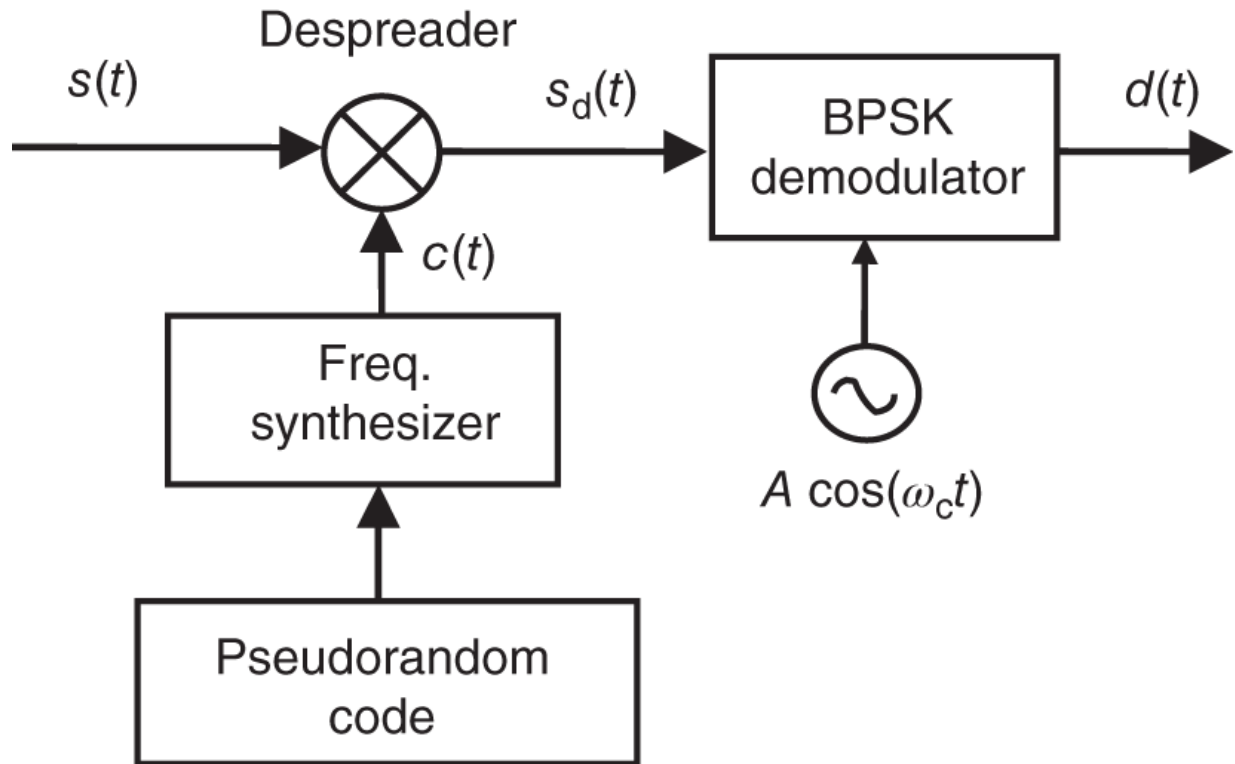 Despreader
s(t)
s_d(t)
BPSK
demodulator
d(t)
c(t)
Freq.
synthesizer
A cos(ω_c t)
Pseudorandom
code